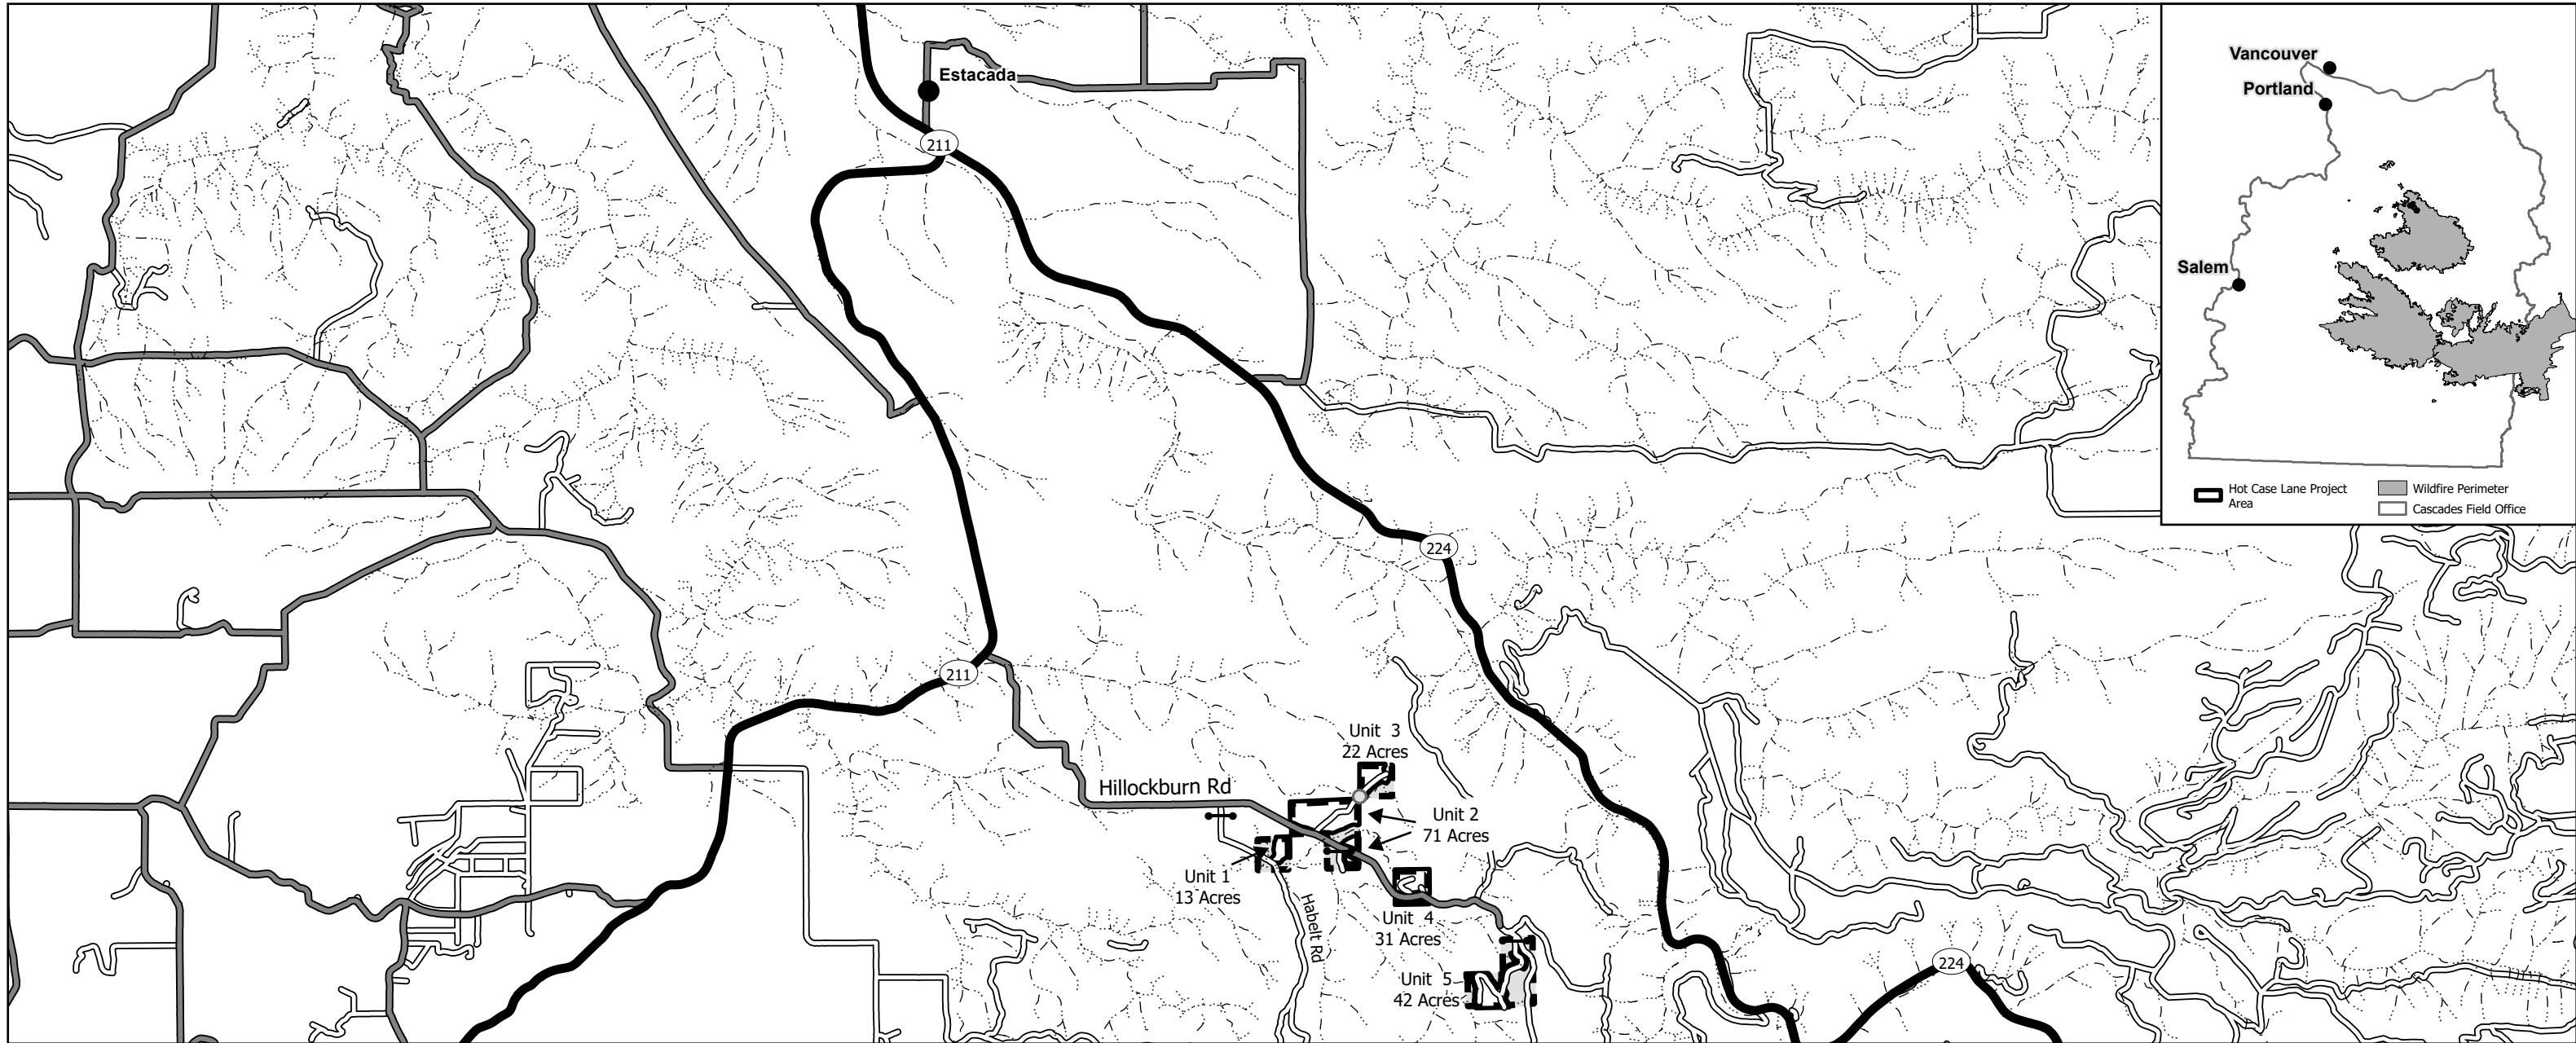 Estacada
211
224
211
Hillockburn Rd
Unit 3
22 Acres
Unit 2
71 Acres
Unit 1
13 Acres
Habelt Rd
Unit 4
31 Acres
Unit 5
42 Acres
224
Vancouver
Portland
Salem
Hot Case Lane Project
Area
Wildfire Perimeter
Cascades Field Office